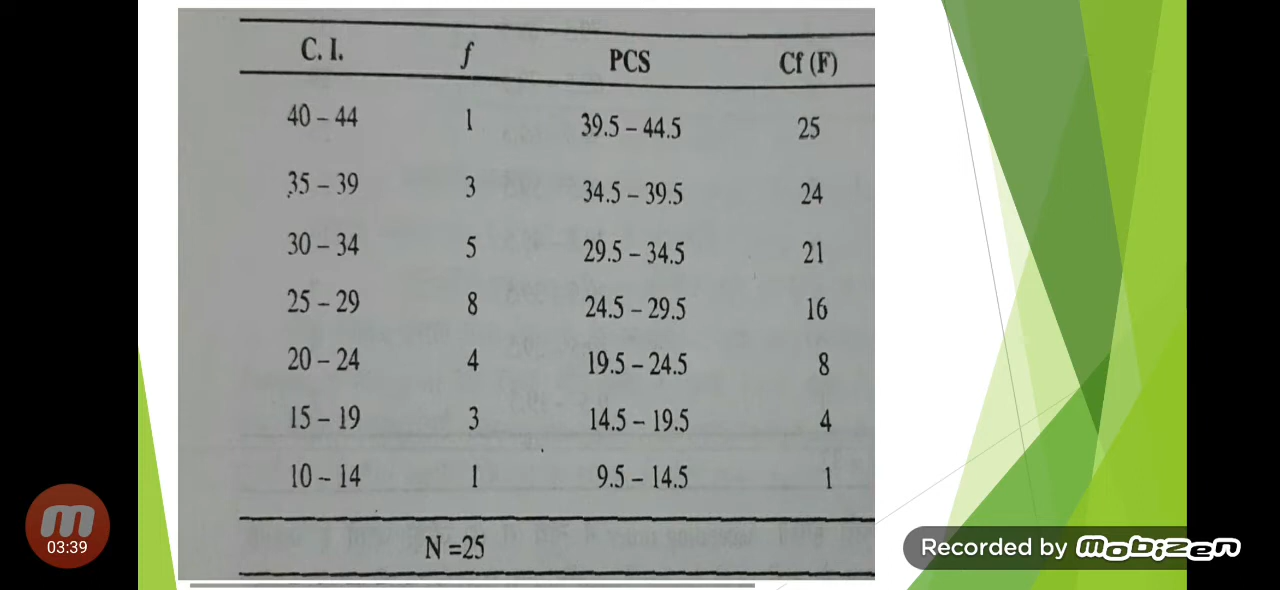 C. I. f PCS Cf (F)
40 – 44 1 39.5 – 44.5 25
35 – 39 3 34.5 – 39.5 24
30 – 34 5 29.5 – 34.5 21
25 – 29 8 24.5 – 29.5 16
20 – 24 4 19.5 – 24.5 8
15 – 19 3 14.5 – 19.5 4
10 – 14 1 9.5 – 14.5 1
N =25
03:39
Recorded by mobizen